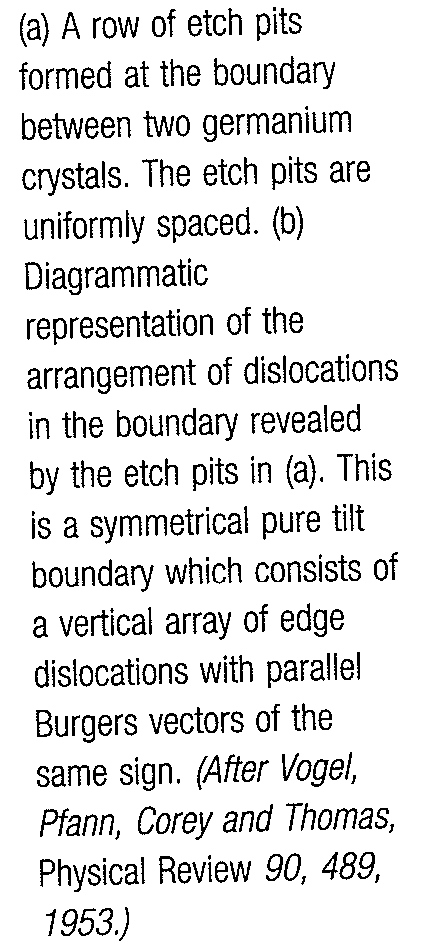 (a) A row of etch pits
formed at the boundary
between two germanium
crystals. The etch pits are
uniformly spaced. (b)
Diagrammatic
representation of the
arrangement of dislocations
in the boundary revealed
by the etch pits in (a). This
is a symmetrical pure tilt
boundary which consists of
a vertical array of edge
dislocations with parallel
Burgers vectors of the
same sign. (After Vogel,
Pfann, Corey and Thomas,
Physical Review 90, 489,
1953.)